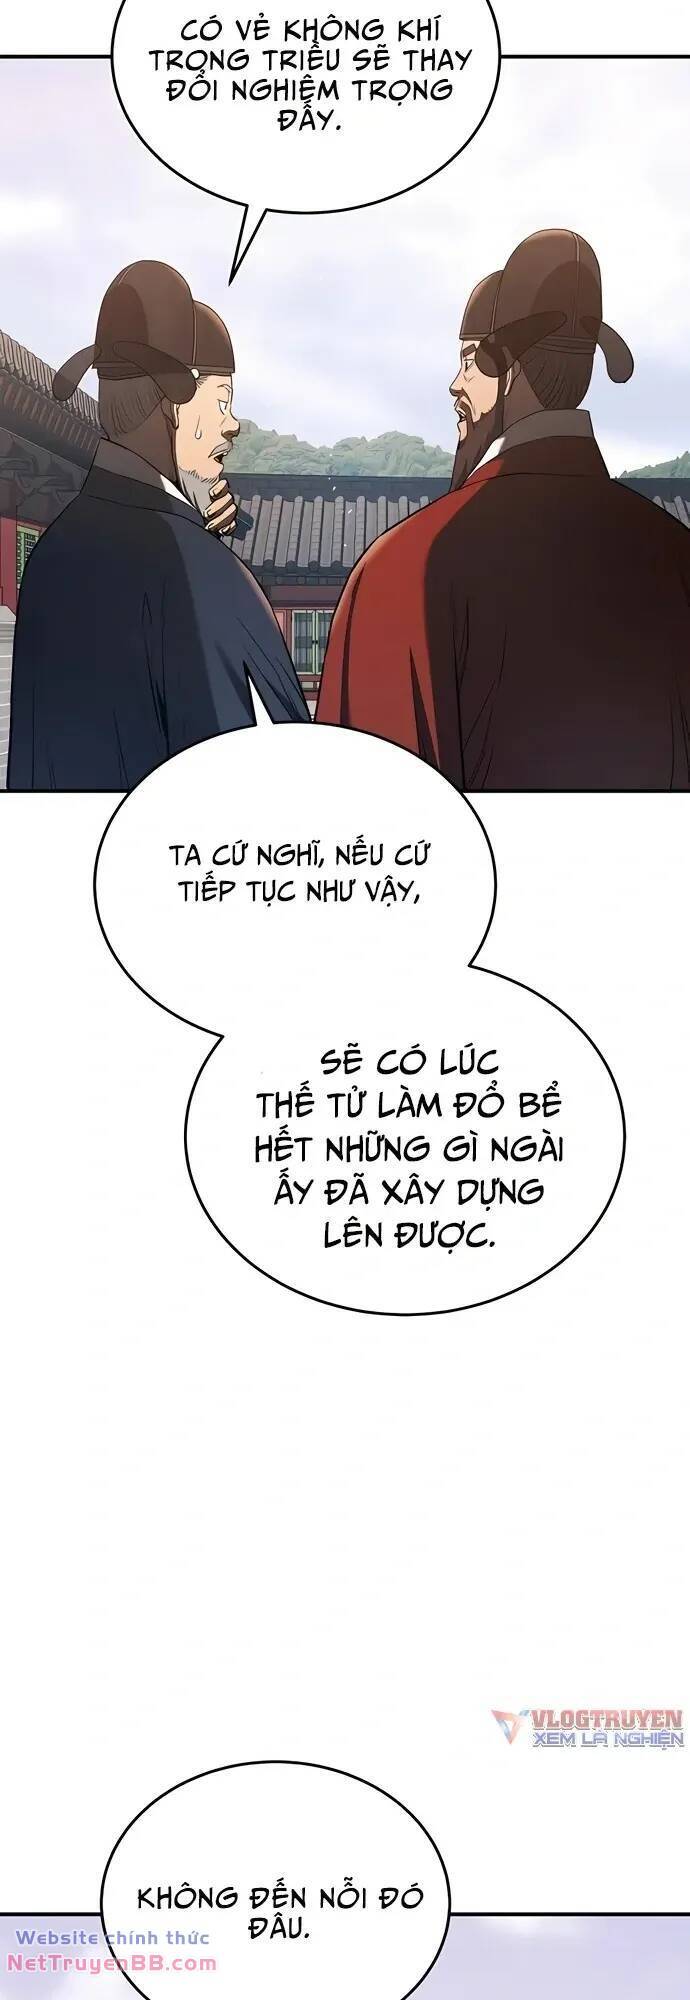 CÓ VẺ KHÔNG KHÍ
TRONG TRIỀU SẼ THAY
ĐỔI NGHIÊM TRỌNG
ĐẤY.
TA CỨ NGHĨ, NẾU CỨ
TIẾP TỤC NHƯ VẬY,
SẼ CÓ LÚC
THẾ TỬ LÀM ĐỔ BỂ
HẾT NHỮNG GÌ NGÀI
ẤY ĐÃ XÂY DỰNG
LÊN ĐƯỢC.
VLOGTRUYEN
XEM LÀ NGHIỆN
KHÔNG ĐẾN NỖI ĐÓ
ĐÂU.
Website chính thức
NetTruyenBB.com